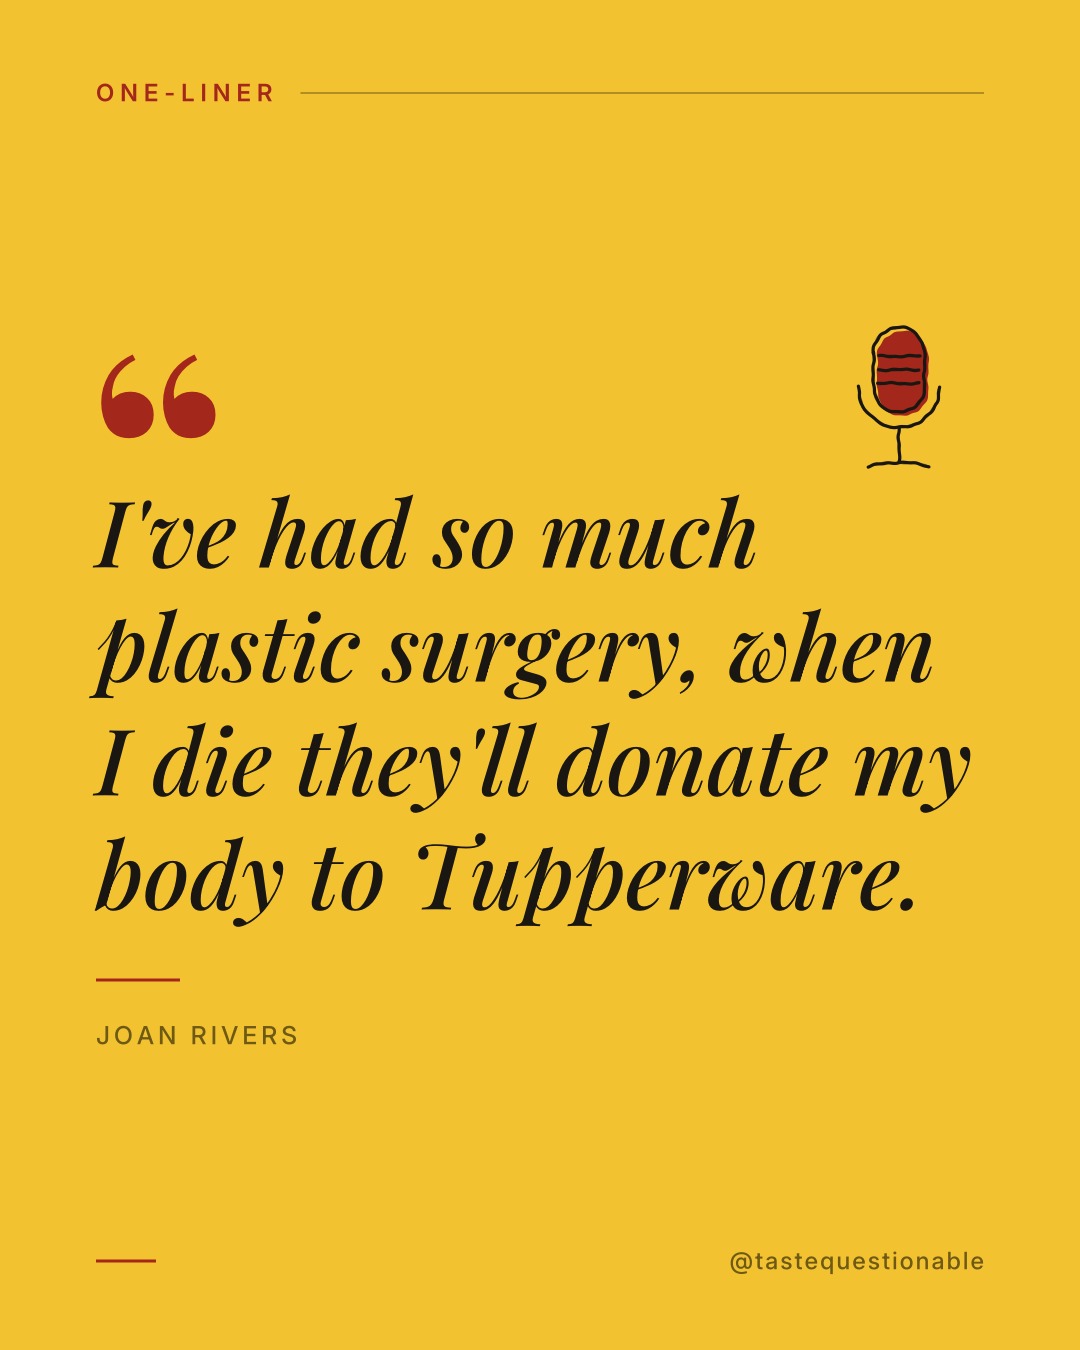 ONE-LINER
“
I've had so much
plastic surgery, when
I die they'll donate my
body to Tupperware.
JOAN RIVERS
@tastequestionable